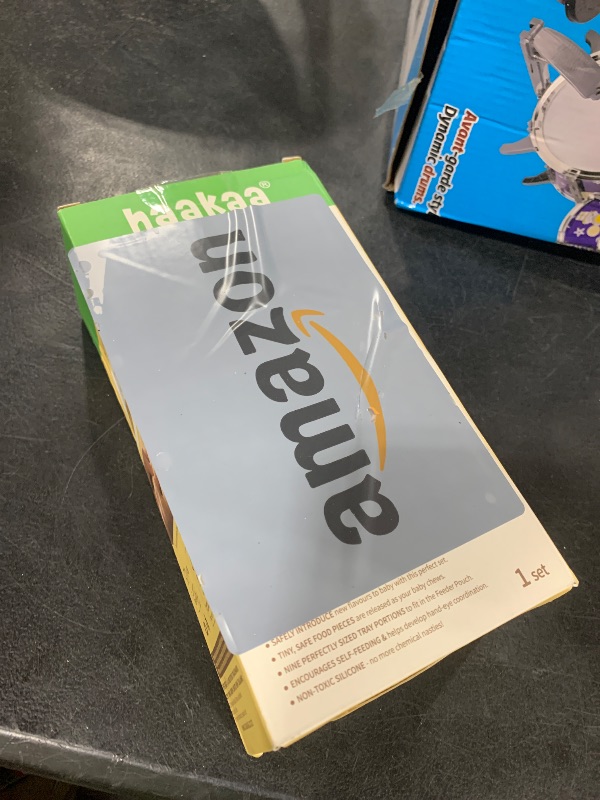 haakaa®
amazon
• SAFELY INTRODUCE new flavours to baby with this perfect set.
• TINY, SAFE FOOD PIECES are released as your baby chews.
• NINE PERFECTLY SIZED TRAY PORTIONS to fit in the Feeder Pouch.
• ENCOURAGES SELF-FEEDING & helps develop hand-eye coordination.
• NON-TOXIC SILICONE - no more chemical nasties!
1 set
Avant-garde sty
Dynamic drums